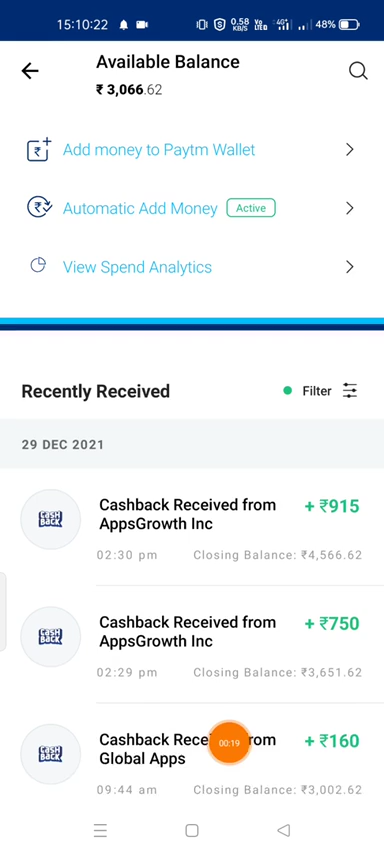 15:10:22 0.58 KB/S Vo LTE 4G 48%
Available Balance
₹ 3,066.62
Add money to Paytm Wallet
Automatic Add Money Active
View Spend Analytics
Recently Received Filter
29 DEC 2021
CASH BACK
Cashback Received from
AppsGrowth Inc
+ ₹915
02:30 pm Closing Balance: ₹4,566.62
CASH BACK
Cashback Received from
AppsGrowth Inc
+ ₹750
02:29 pm Closing Balance: ₹3,651.62
CASH BACK
Cashback Rece from
Global Apps
+ ₹160
00:19
09:44 am Closing Balance: ₹3,002.62